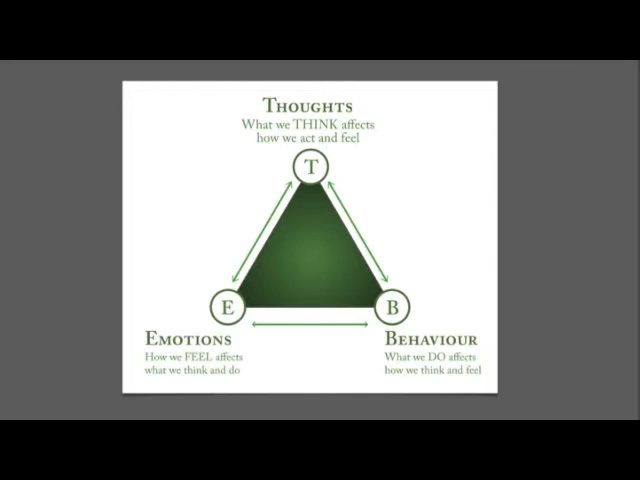 THOUGHTS
What we THINK affects
how we act and feel
T
E
B
EMOTIONS
How we FEEL affects
what we think and do
BEHAVIOUR
What we DO affects
how we think and feel